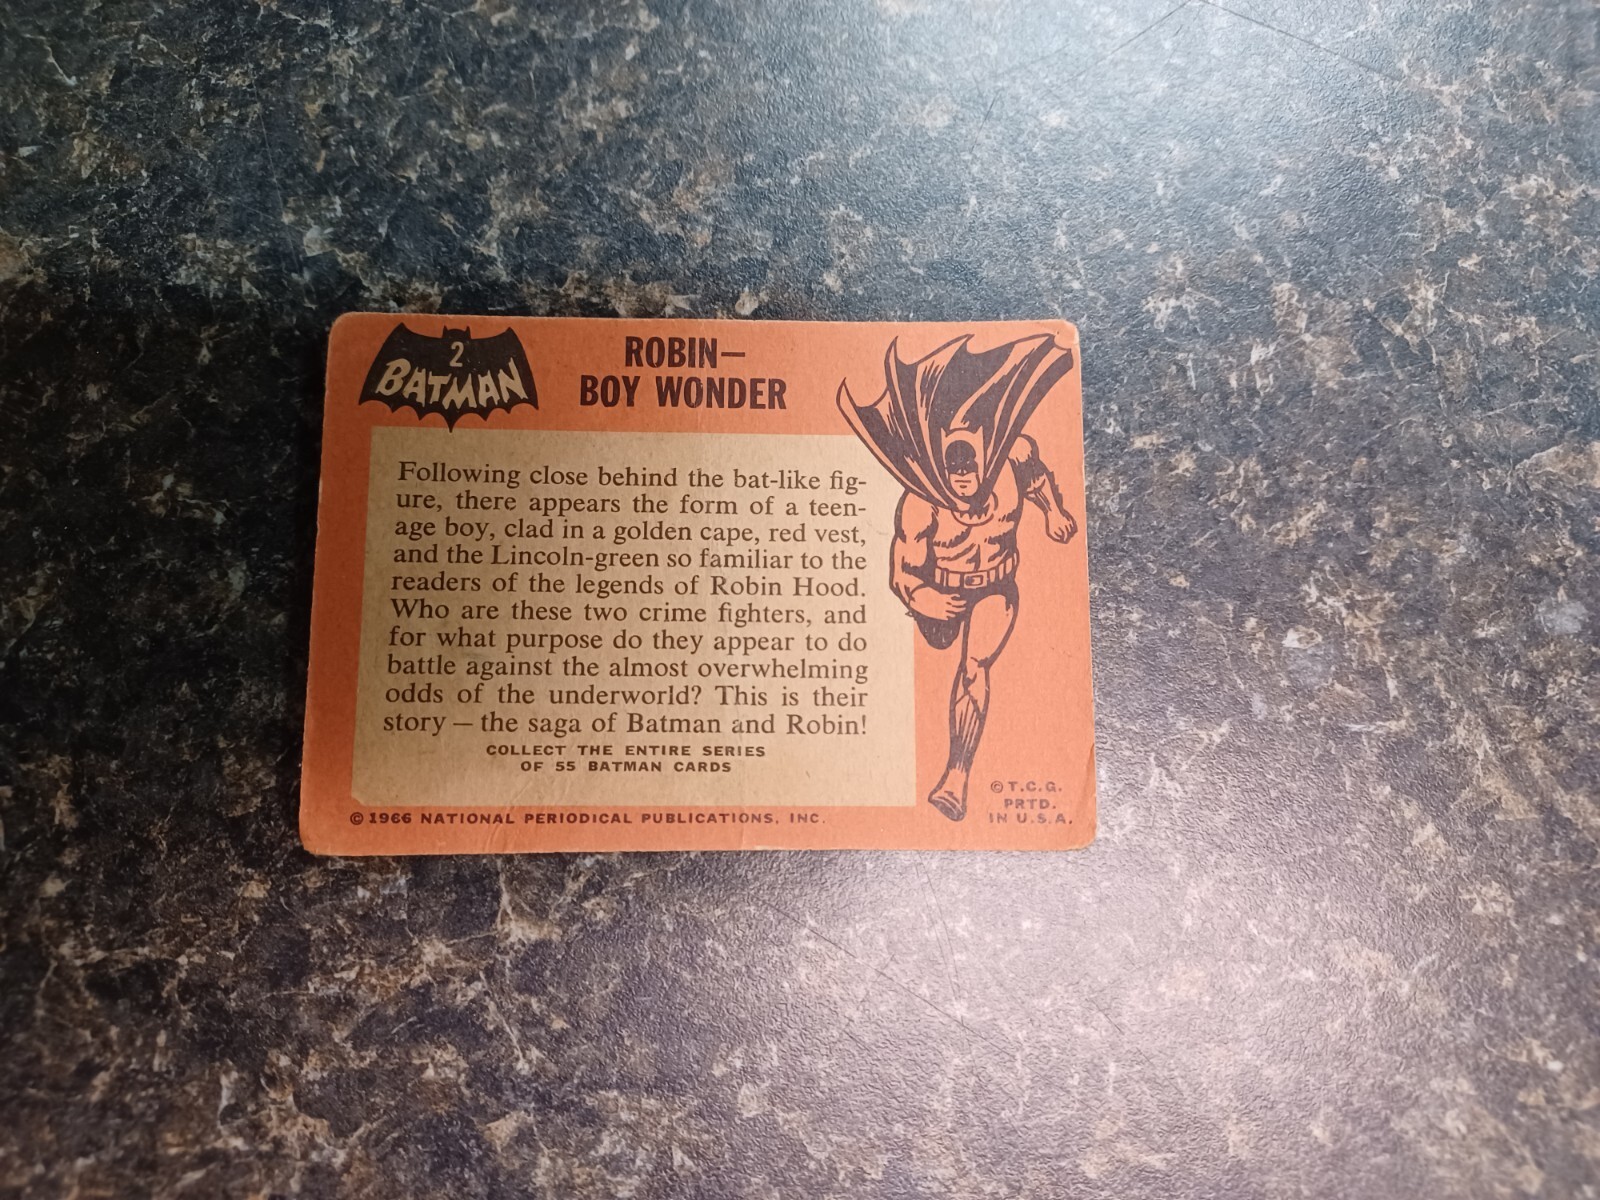 2
BATMAN
ROBIN—
BOY WONDER
Following close behind the bat-like fig-
ure, there appears the form of a teen-
age boy, clad in a golden cape, red vest,
and the Lincoln-green so familiar to the
readers of the legends of Robin Hood.
Who are these two crime fighters, and
for what purpose do they appear to do
battle against the almost overwhelming
odds of the underworld? This is their
story — the saga of Batman and Robin!
COLLECT THE ENTIRE SERIES
OF 55 BATMAN CARDS
© 1966 NATIONAL PERIODICAL PUBLICATIONS, INC.
© T.C.G.
PRTD.
IN U.S.A.